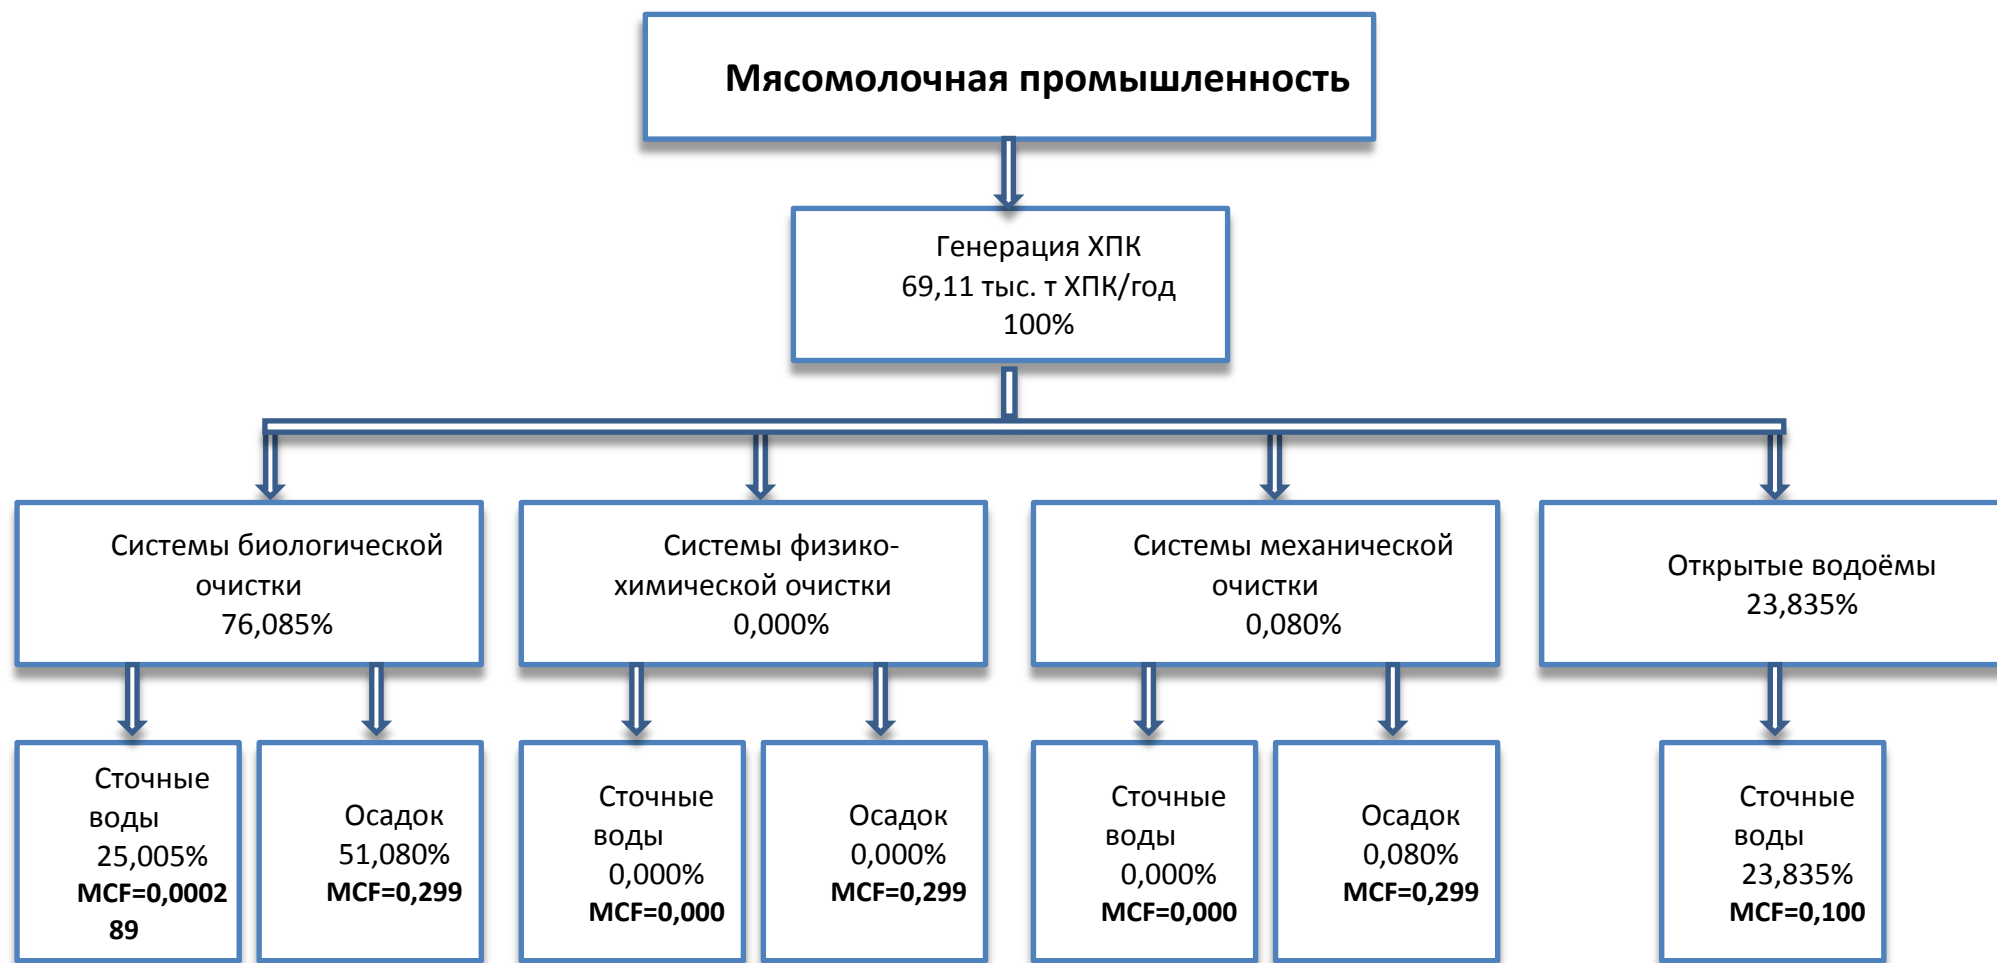 Мясомолочная промышленность
Генерация ХПК
69,11 тыс. т ХПК/год
100%
Системы биологической
очистки
76,085%
Системы физико-
химической очистки
0,000%
Системы механической
очистки
0,080%
Открытые водоёмы
23,835%
Сточные
воды
25,005%
MCF=0,0002
89
Осадок
51,080%
MCF=0,299
Сточные
воды
0,000%
MCF=0,000
Осадок
0,000%
MCF=0,299
Сточные
воды
0,000%
MCF=0,000
Осадок
0,080%
MCF=0,299
Сточные
воды
23,835%
MCF=0,100